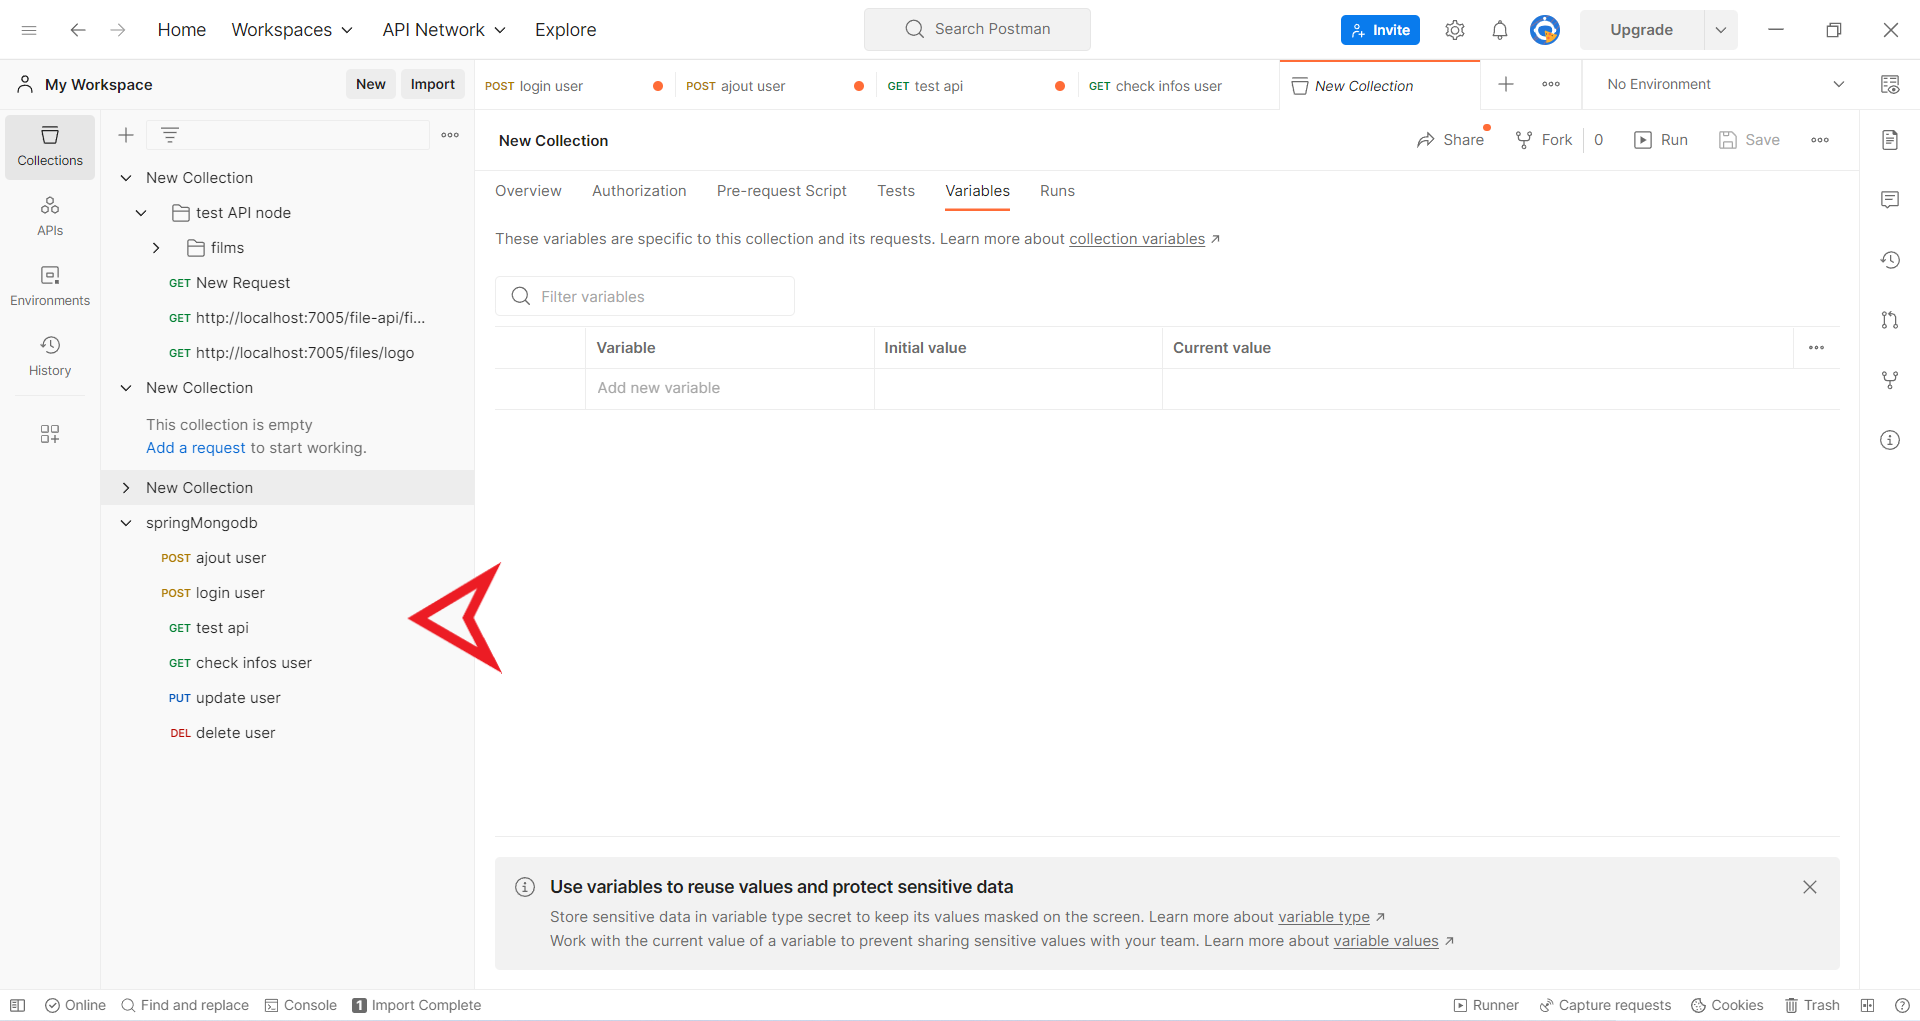 Home Workspaces API Network Explore Search Postman Invite Upgrade
My Workspace New Import POST login user POST ajout user GET test api GET check infos user New Collection No Environment
Collections
APIs
Environments
History
New Collection
test API node
films
GET New Request
GET http://localhost:7005/file-api/fi...
GET http://localhost:7005/files/logo
New Collection
This collection is empty
Add a request to start working.
New Collection
springMongodb
POST ajout user
POST login user
GET test api
GET check infos user
PUT update user
DEL delete user
New Collection Share Fork 0 Run Save
Overview Authorization Pre-request Script Tests Variables Runs
These variables are specific to this collection and its requests. Learn more about collection variables ↗
Filter variables
Variable Initial value Current value
Add new variable
Use variables to reuse values and protect sensitive data
Store sensitive data in variable type secret to keep its values masked on the screen. Learn more about variable type ↗
Work with the current value of a variable to prevent sharing sensitive values with your team. Learn more about variable values ↗
Online Find and replace Console 1 Import Complete Runner Capture requests Cookies Trash